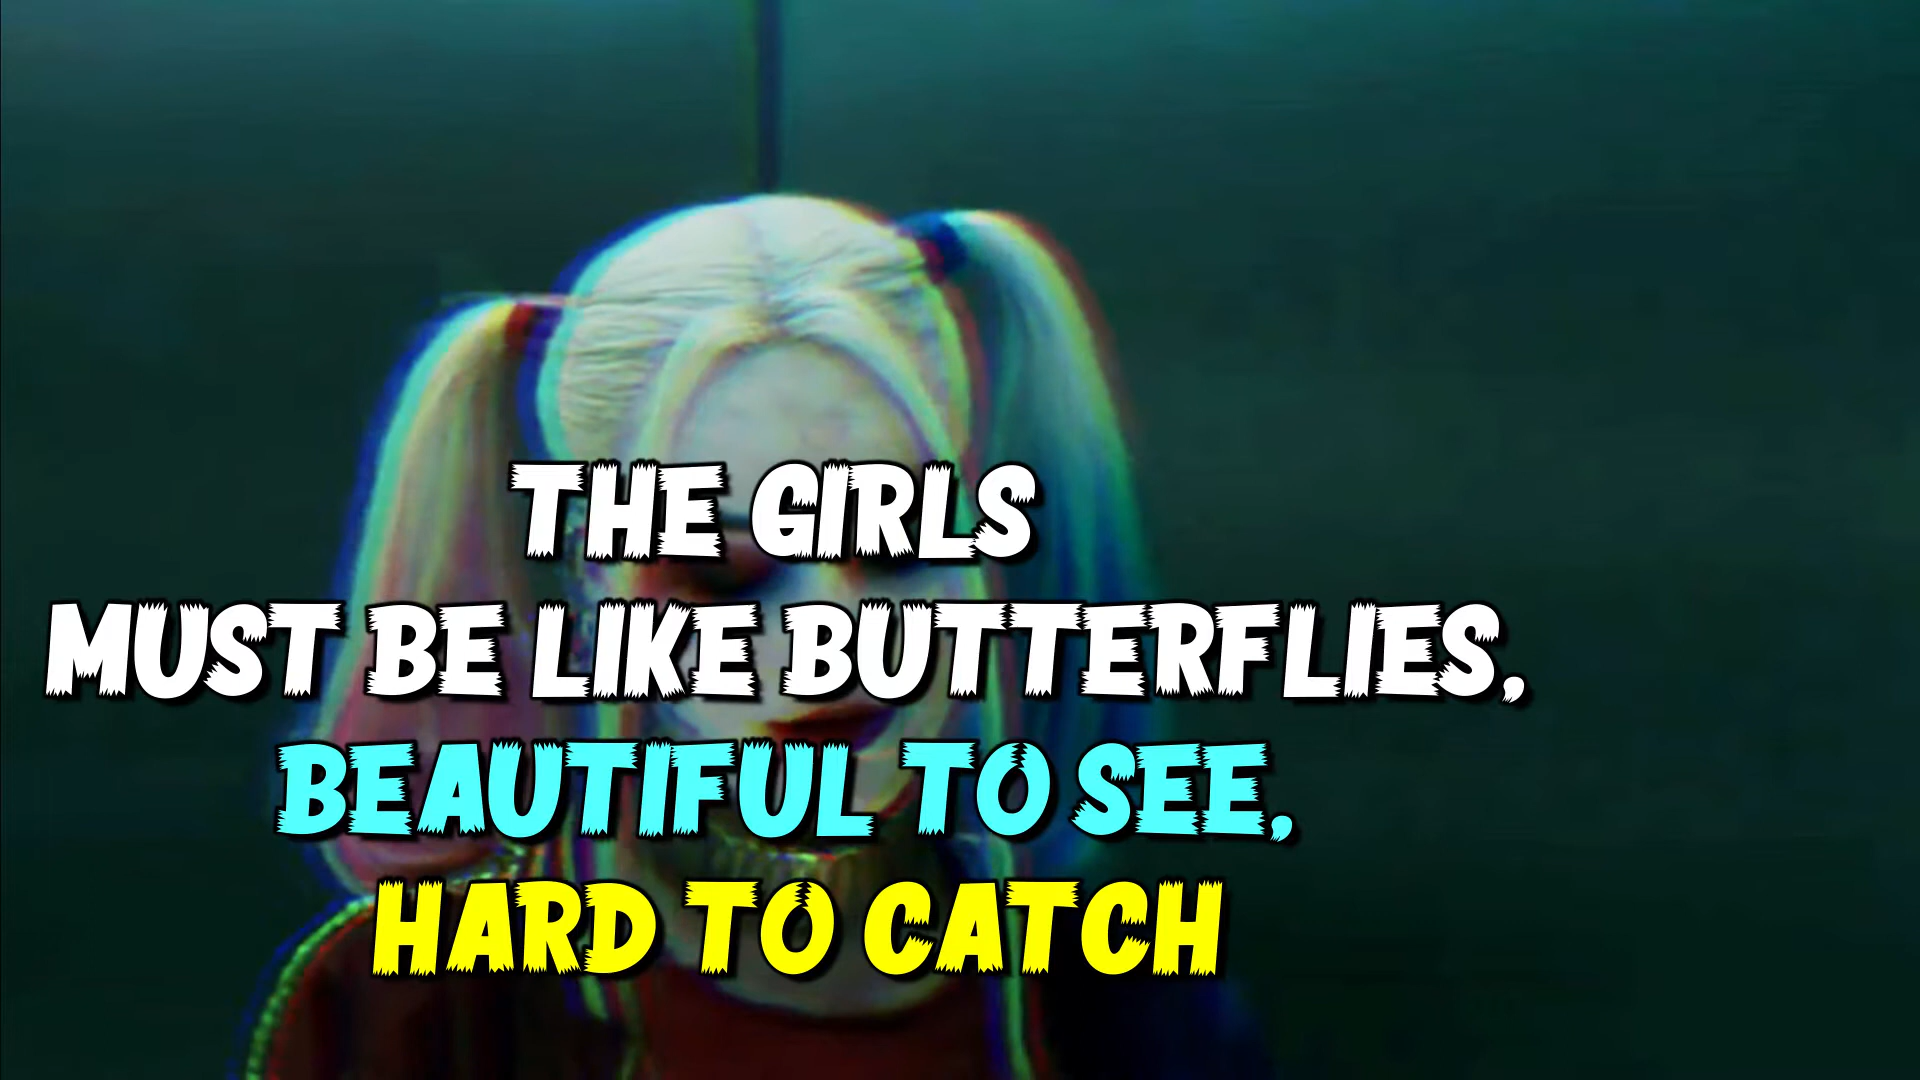 THE GIRLS
MUST BE LIKE BUTTERFLIES,
BEAUTIFUL TO SEE,
HARD TO CATCH